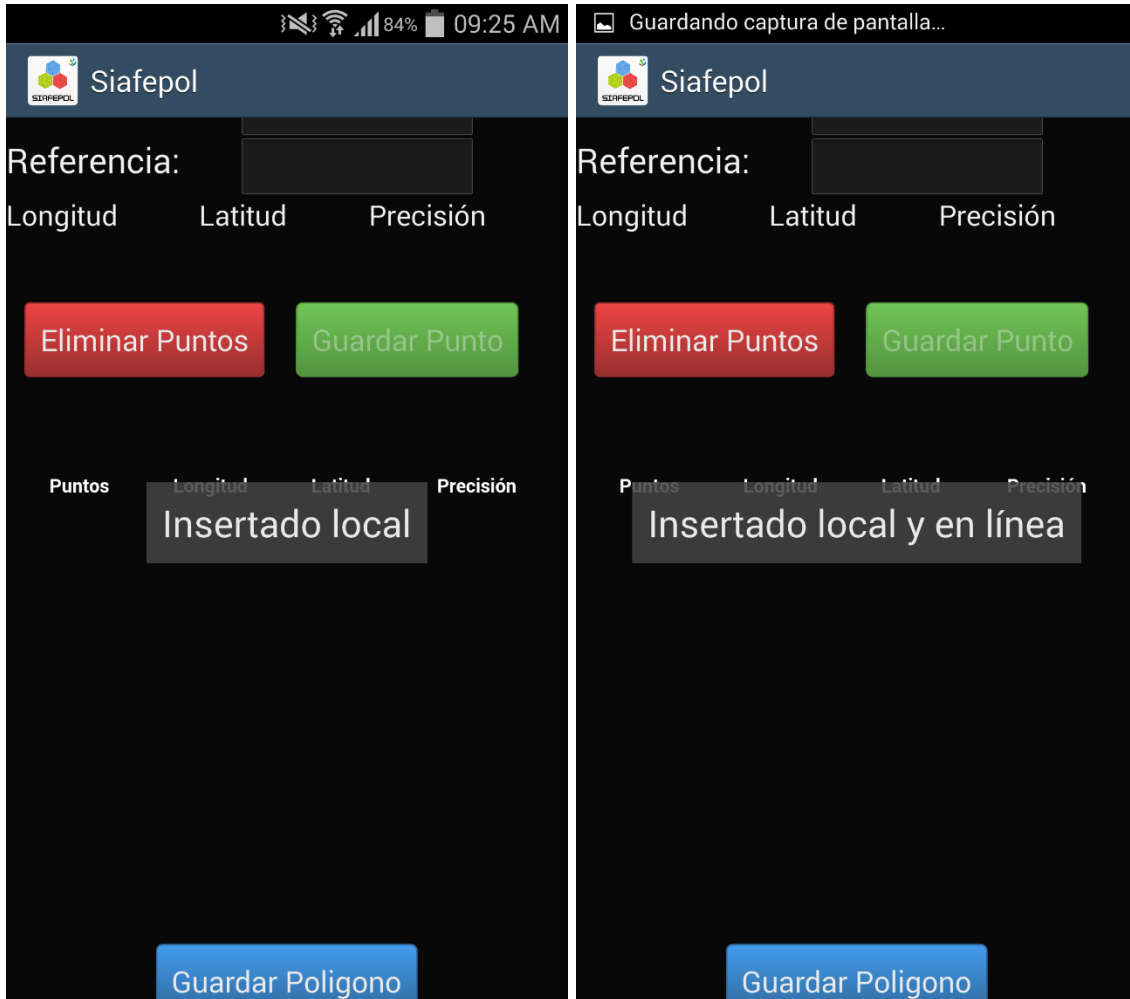 84% 09:25 AM
SIAFEPOL Siafepol
Referencia:
Longitud Latitud Precisión
Eliminar Puntos Guardar Punto
Puntos Longitud Latitud Precisión
Insertado local
Guardar Poligono
Guardando captura de pantalla...
SIAFEPOL Siafepol
Referencia:
Longitud Latitud Precisión
Eliminar Puntos Guardar Punto
Puntos Longitud Latitud Precisión
Insertado local y en línea
Guardar Poligono